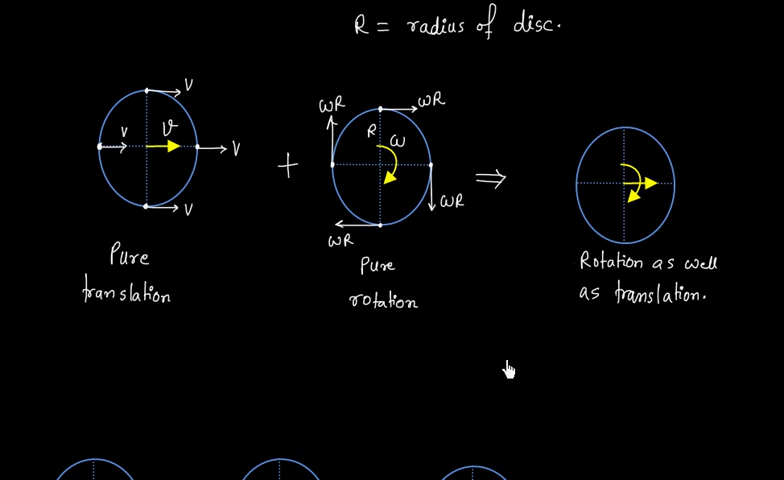 R = radius of disc.
V
V
V
V
V
ωR
ωR
R
ω
+
⇒
ωR
ωR
Pure
translation
Pure
rotation
Rotation as well
as translation.